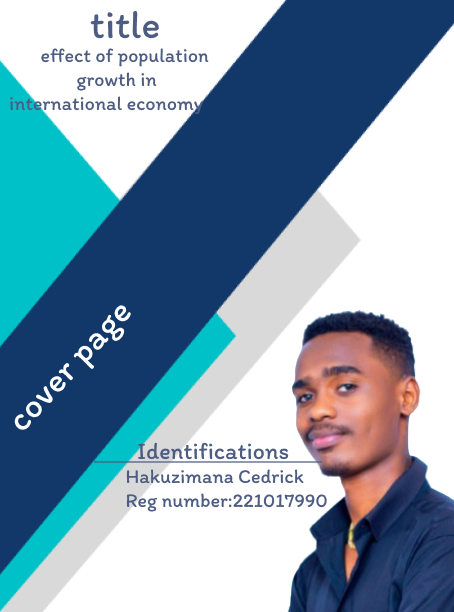 title
effect of population
growth in
international economy
cover page
Identifications
Hakuzimana Cedrick
Reg number:221017990